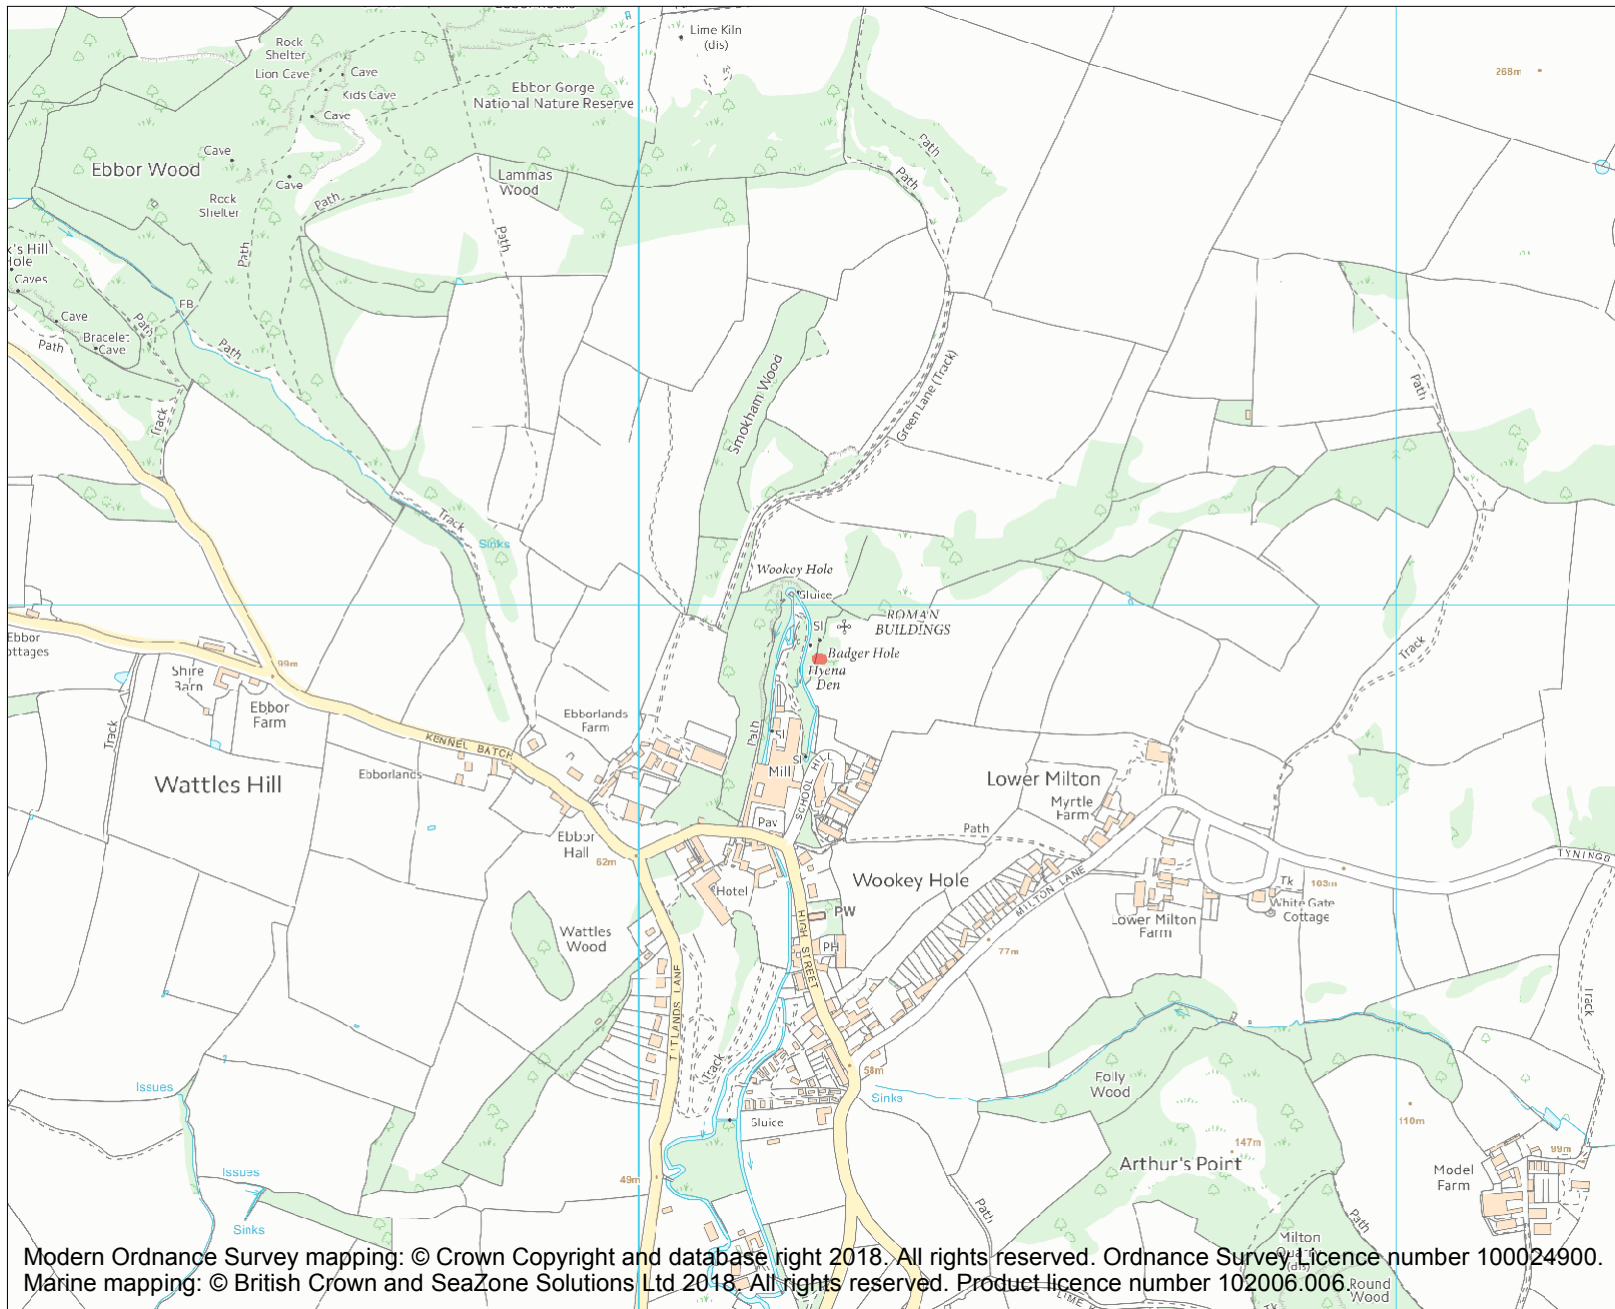 Lime Kiln
(dis)
Rock
Shelter
Lion Cave
Cave
Kids Cave
Cave
Ebbor Gorge
National Nature Reserve
268m
Cave
Ebbor Wood
Cave
Rock
Shelter
Path
Lammas
Wood
Path
Path
Path
Path
Hole
Caves
FB
Cave
Bracelet
Cave
Path
Path
Path
Track
Smokham Wood
Green Lane (Track)
Path
Track
Sinks
Wookey Hole
Sluice
ROMAN
BUILDINGS
Sl
Badger Hole
Hyena
Den
Track
Ebbor
Shire
Barn
99m
Ebbor
Farm
Track
Ebborlands
Farm
KENNEL BATCH
Ebborlands
Wattles Hill
Path
Sl
Sl
Mill
SCHOOL HILL
Pav
Lower Milton
Myrtle
Farm
Path
Ebbor
Hall
62m
Hotel
Wookey Hole
MILTON LANE
Tk
103m
White Gate
Cottage
Lower Milton
Farm
PW
HIGH STREET
PH
77m
Wattles
Wood
TITLANDS LANE
Track
Track
58m
Sinks
Issues
Sluice
Folly
Wood
110m
147m
Arthur's Point
99m
Model
Farm
Issues
Sinks
49m
Path
Path
Milton
Quarry
(dis)
Round
Wood
LIME
Modern Ordnance Survey mapping: © Crown Copyright and database right 2018. All rights reserved. Ordnance Survey Licence number 100024900.
Marine mapping: © British Crown and SeaZone Solutions Ltd 2018. All rights reserved. Product licence number 102006.006.